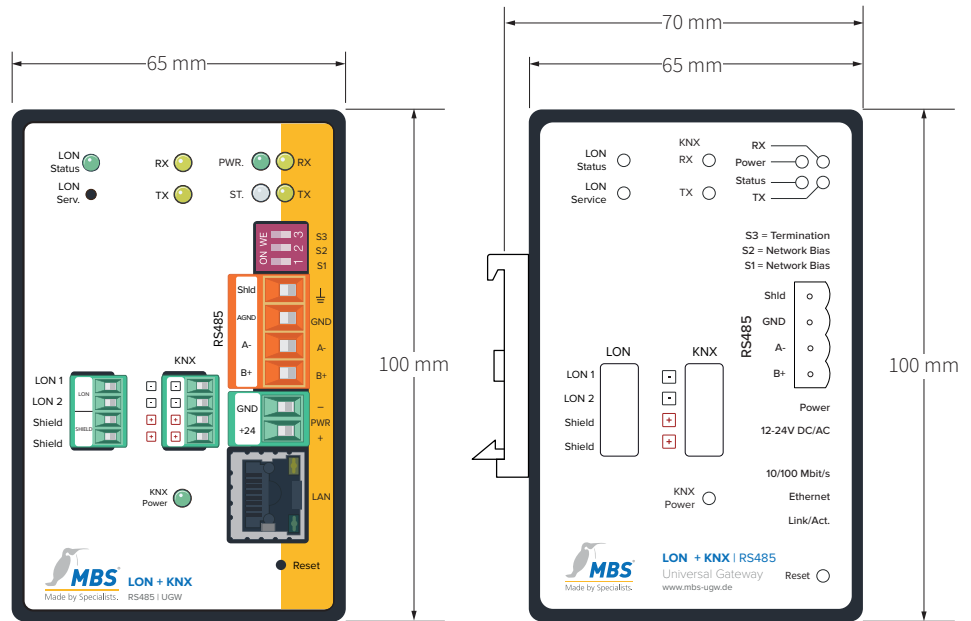 70 mm
65 mm
65 mm
LON
Status
RX
PWR.
RX
LON
Serv.
TX
ST.
TX
ON WE
1 2 3
S3
S2
S1
RS485
Shld
AGND
GND
A-
A-
B+
B+
KNX
LON 1
LON 2
Shield
Shield
LON
SHIELD
- -
- -
+ +
+ +
GND
+24
–
PWR
+
LAN
KNX
Power
Reset
MBS
Made by Specialists.
LON + KNX
RS485 | UGW
100 mm
LON
Status
KNX
RX
RX
Power
LON
Service
TX
Status
TX
S3 = Termination
S2 = Network Bias
S1 = Network Bias
RS485
Shld
GND
A-
B+
LON
KNX
LON 1
LON 2
Shield
Shield
-
-
+
+
Power
12-24V DC/AC
10/100 Mbit/s
Ethernet
Link/Act.
KNX
Power
MBS
Made by Specialists.
LON + KNX | RS485
Universal Gateway
www.mbs-ugw.de
Reset
100 mm